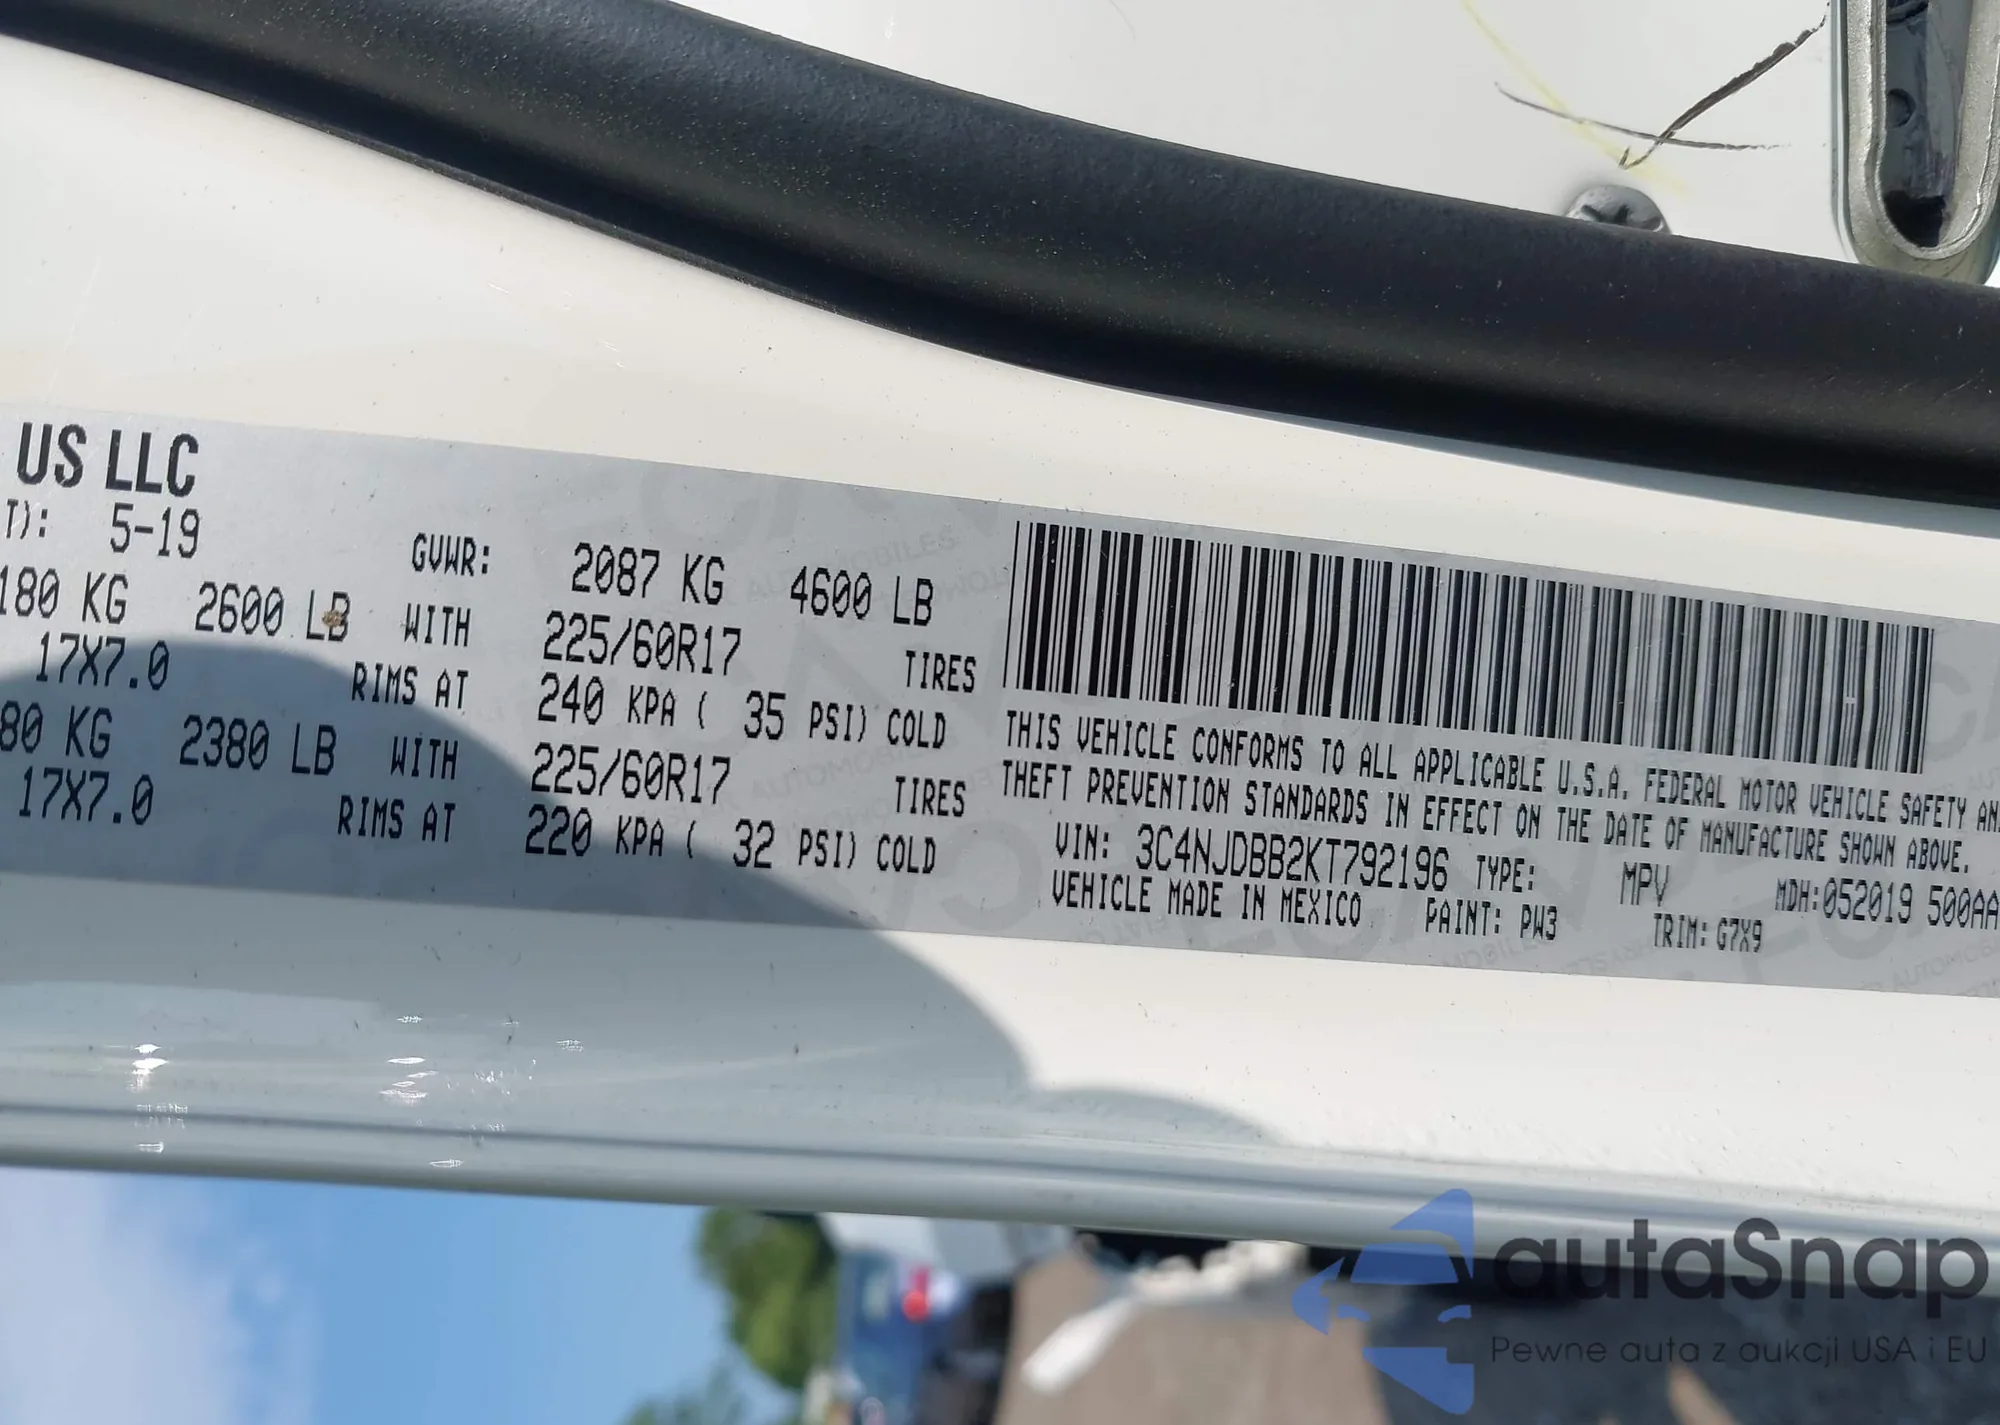 US LLC
T): 5-19
GVWR: 2087 KG 4600 LB
180 KG 2600 LB WITH 225/60R17 TIRES
17X7.0 RIMS AT 240 KPA ( 35 PSI) COLD
80 KG 2380 LB WITH 225/60R17 TIRES
17X7.0 RIMS AT 220 KPA ( 32 PSI) COLD
THIS VEHICLE CONFORMS TO ALL APPLICABLE U.S.A. FEDERAL MOTOR VEHICLE SAFETY AN
THEFT PREVENTION STANDARDS IN EFFECT ON THE DATE OF MANUFACTURE SHOWN ABOVE.
VIN: 3C4NJDBB2KT792196 TYPE: MPV MDH:052019 500AA
VEHICLE MADE IN MEXICO PAINT: PW3 TRIM: G7X9
autaSnap
Pewne auta z aukcji USA i EU